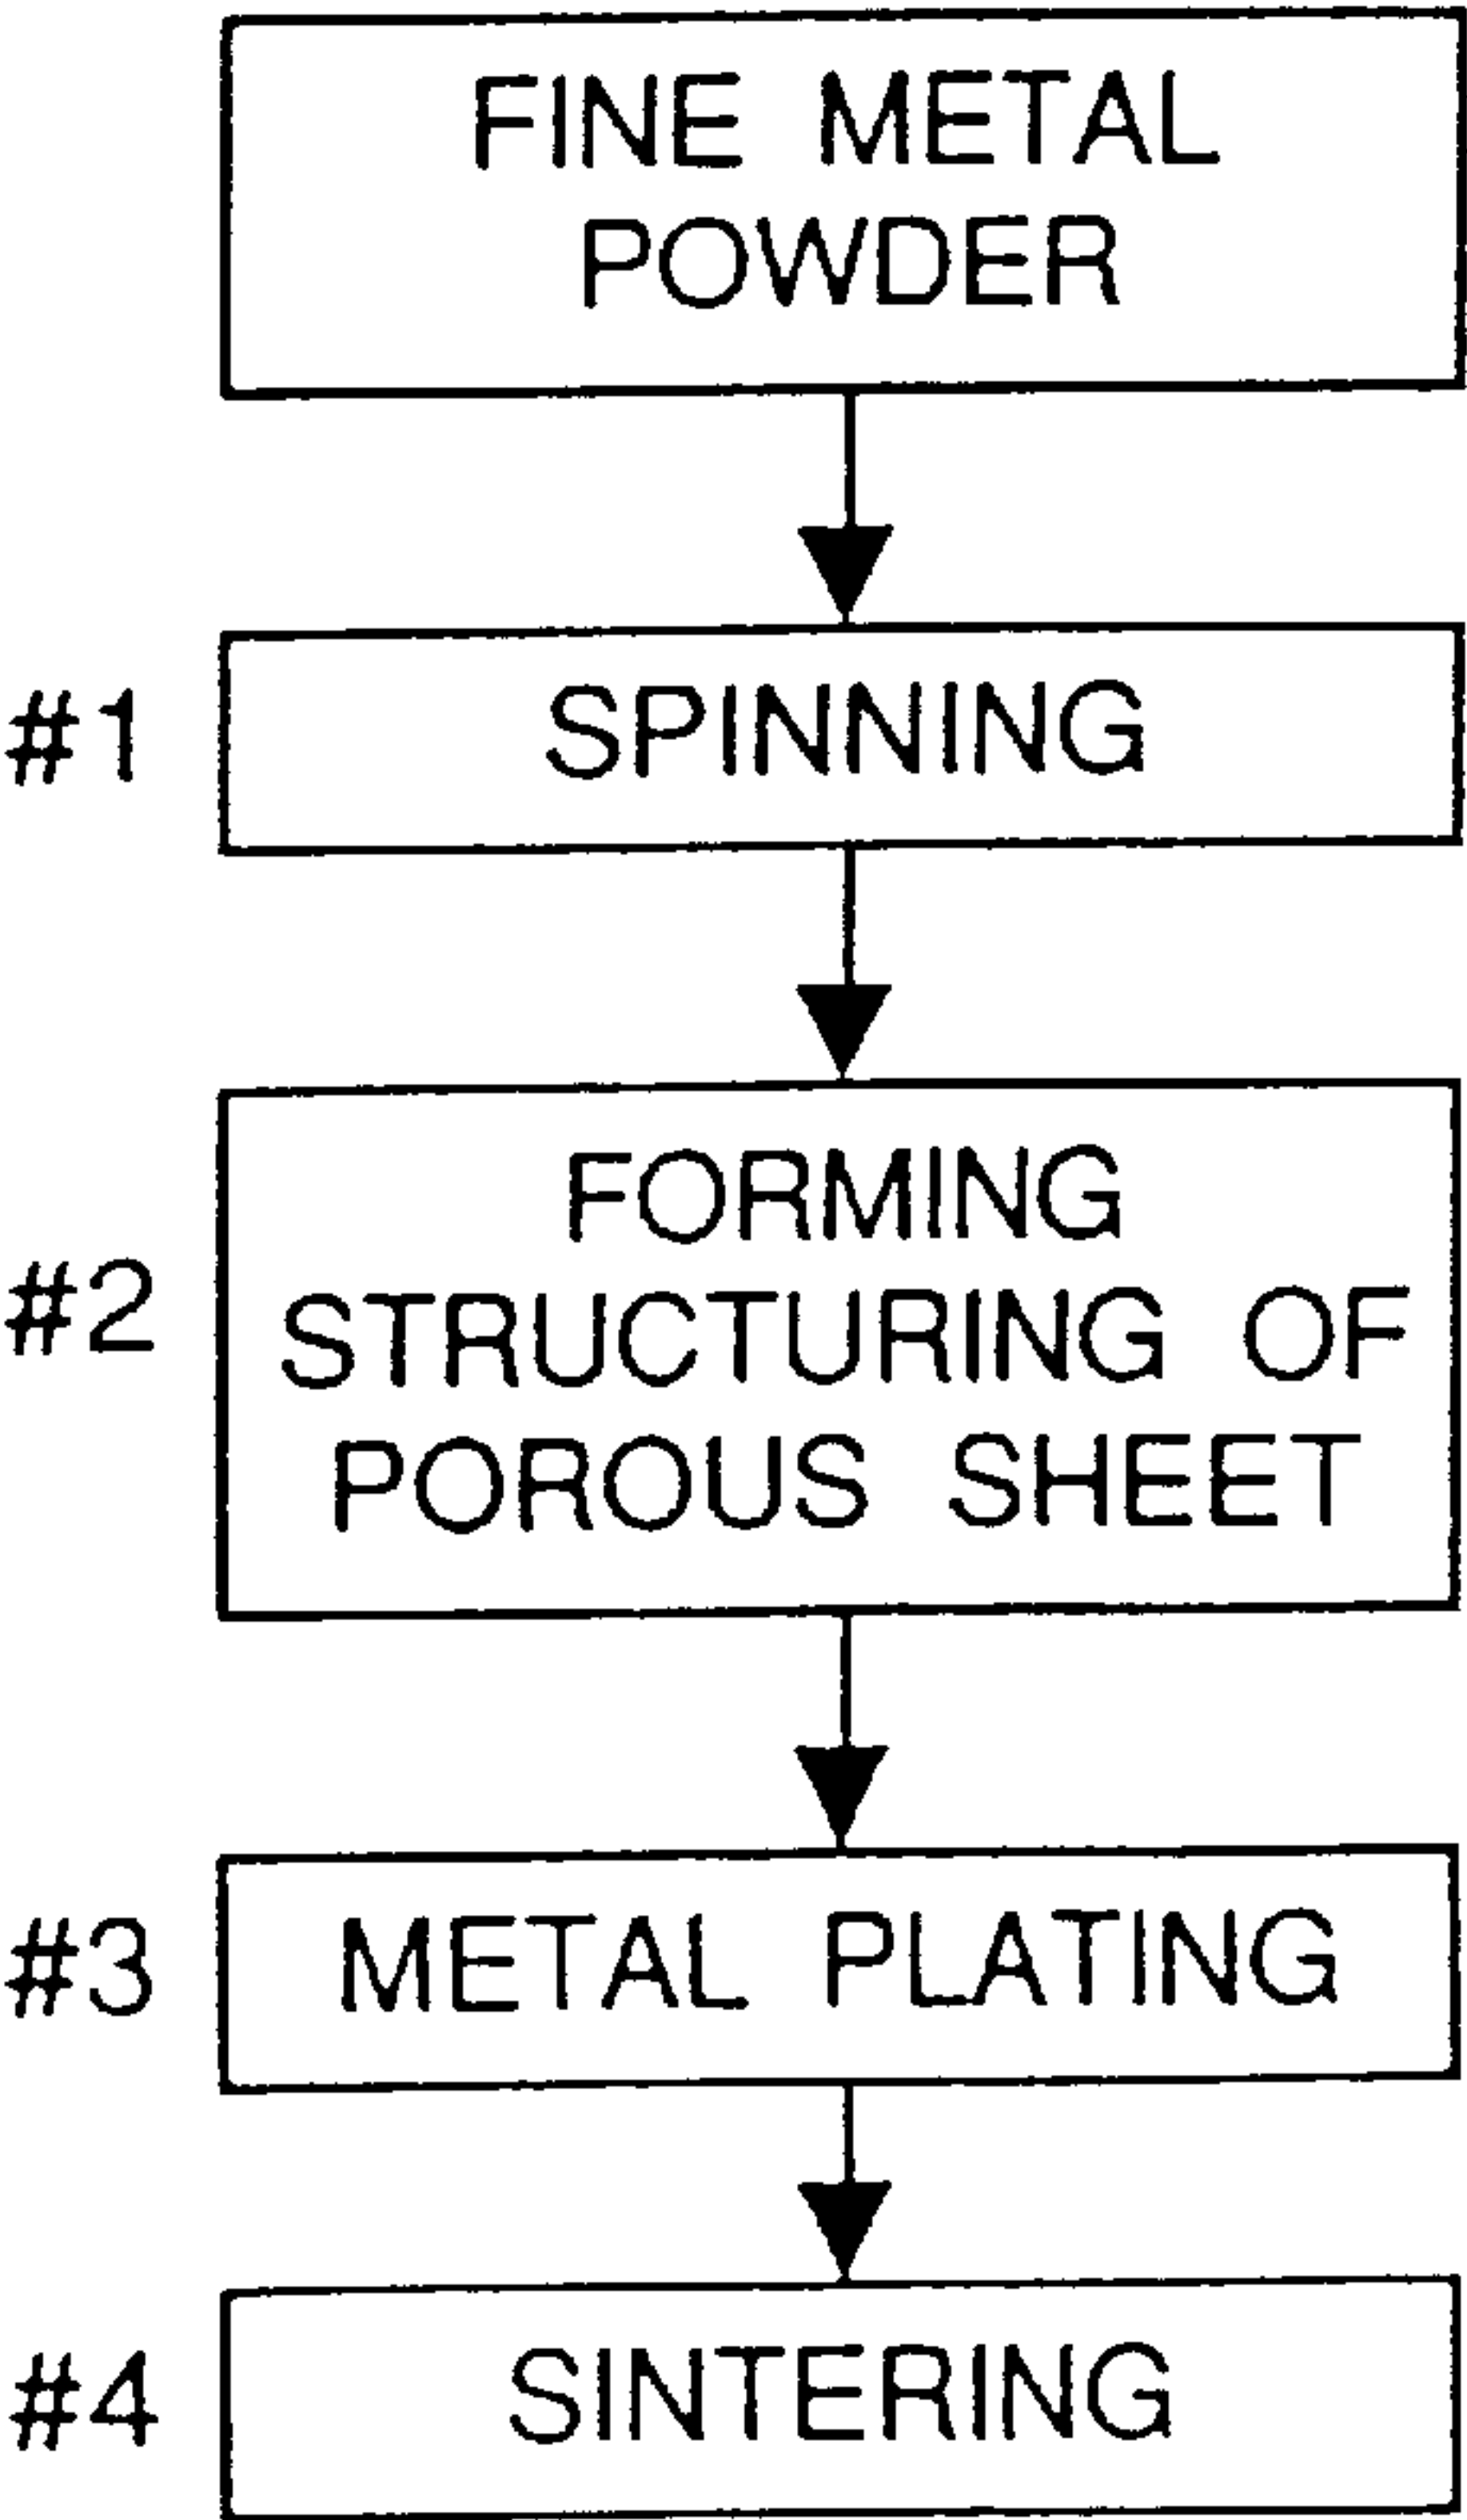 FINE METAL
POWDER
#1 SPINNING
FORMING
#2 STRUCTURING OF
POROUS SHEET
#3 METAL PLATING
#4 SINTERING